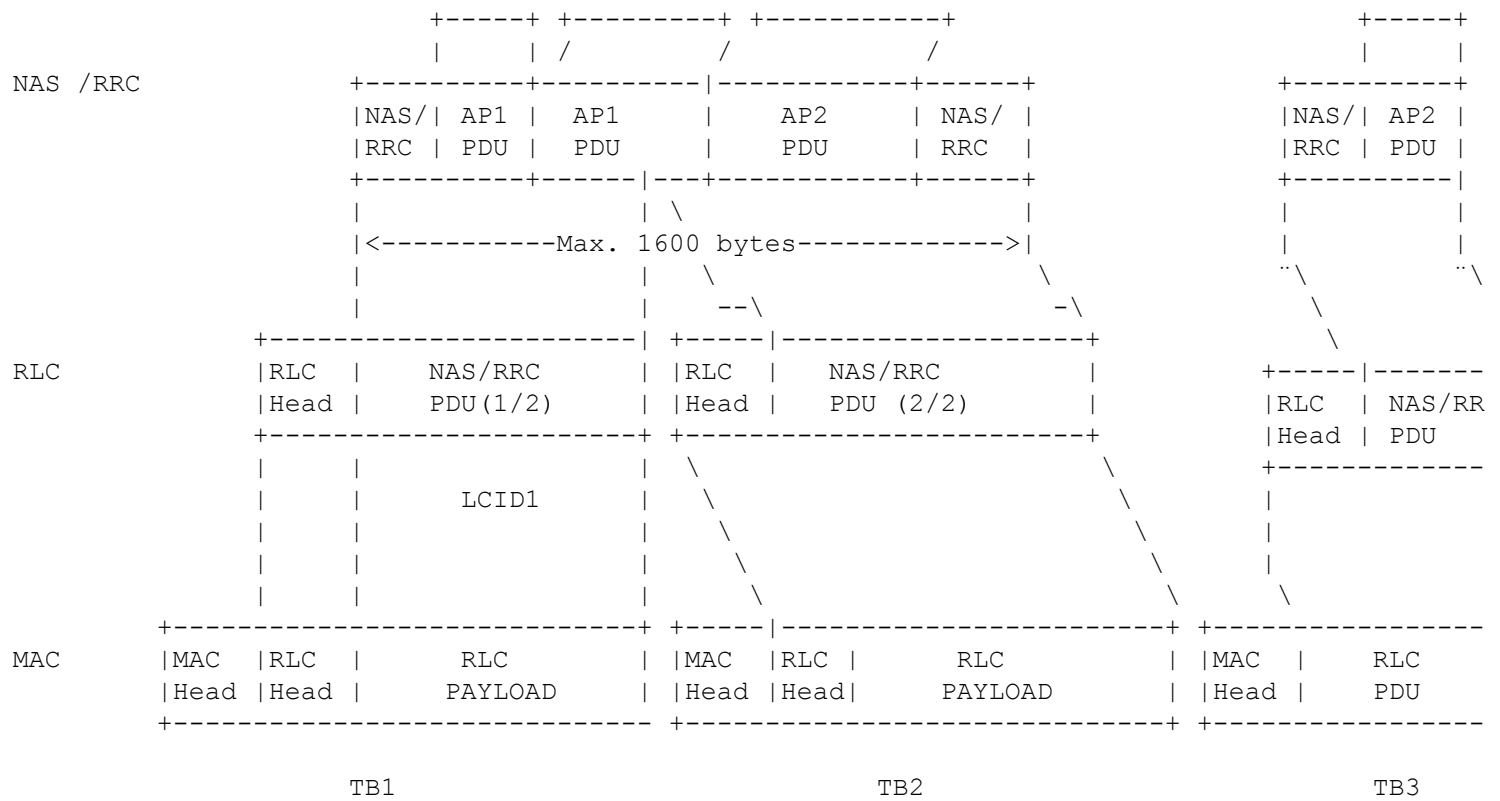 +-----+ +---------+ +-----------+                         +-----+
              |     | /         /            /                          |     |
NAS /RRC  +----------+----------|------------+------+              +----------+
|NAS/| AP1 | AP1 | AP2 | NAS/ | |NAS/| AP2 |
|RRC | PDU | PDU | PDU | RRC | |RRC | PDU |
+----------+------|---+------------+------+ +----------|
| | \ | | |
|<-----------Max. 1600 bytes------------->| | |
| | \ \ ¨\ ¨\
| | --\ -\ \
+-----------------------| +-----|-------------------+ \
RLC |RLC | NAS/RRC | |RLC | NAS/RRC | +-----|-------
|Head | PDU(1/2) | |Head | PDU (2/2) | |RLC | NAS/RR
+-----------------------+ +-------------------------+ |Head | PDU
| | | \ \ +-------------
| | LCID1 | \ \ |
| | | \ \ |
| | | \ \ |
| | | \ \ \
+-----------------------------+ +-----|------------------------+ +-----------------
MAC |MAC |RLC | RLC | |MAC |RLC | RLC | |MAC | RLC
|Head |Head | PAYLOAD | |Head |Head| PAYLOAD | |Head | PDU
+----------------------------- +------------------------------+ +-----------------
TB1 TB2 TB3